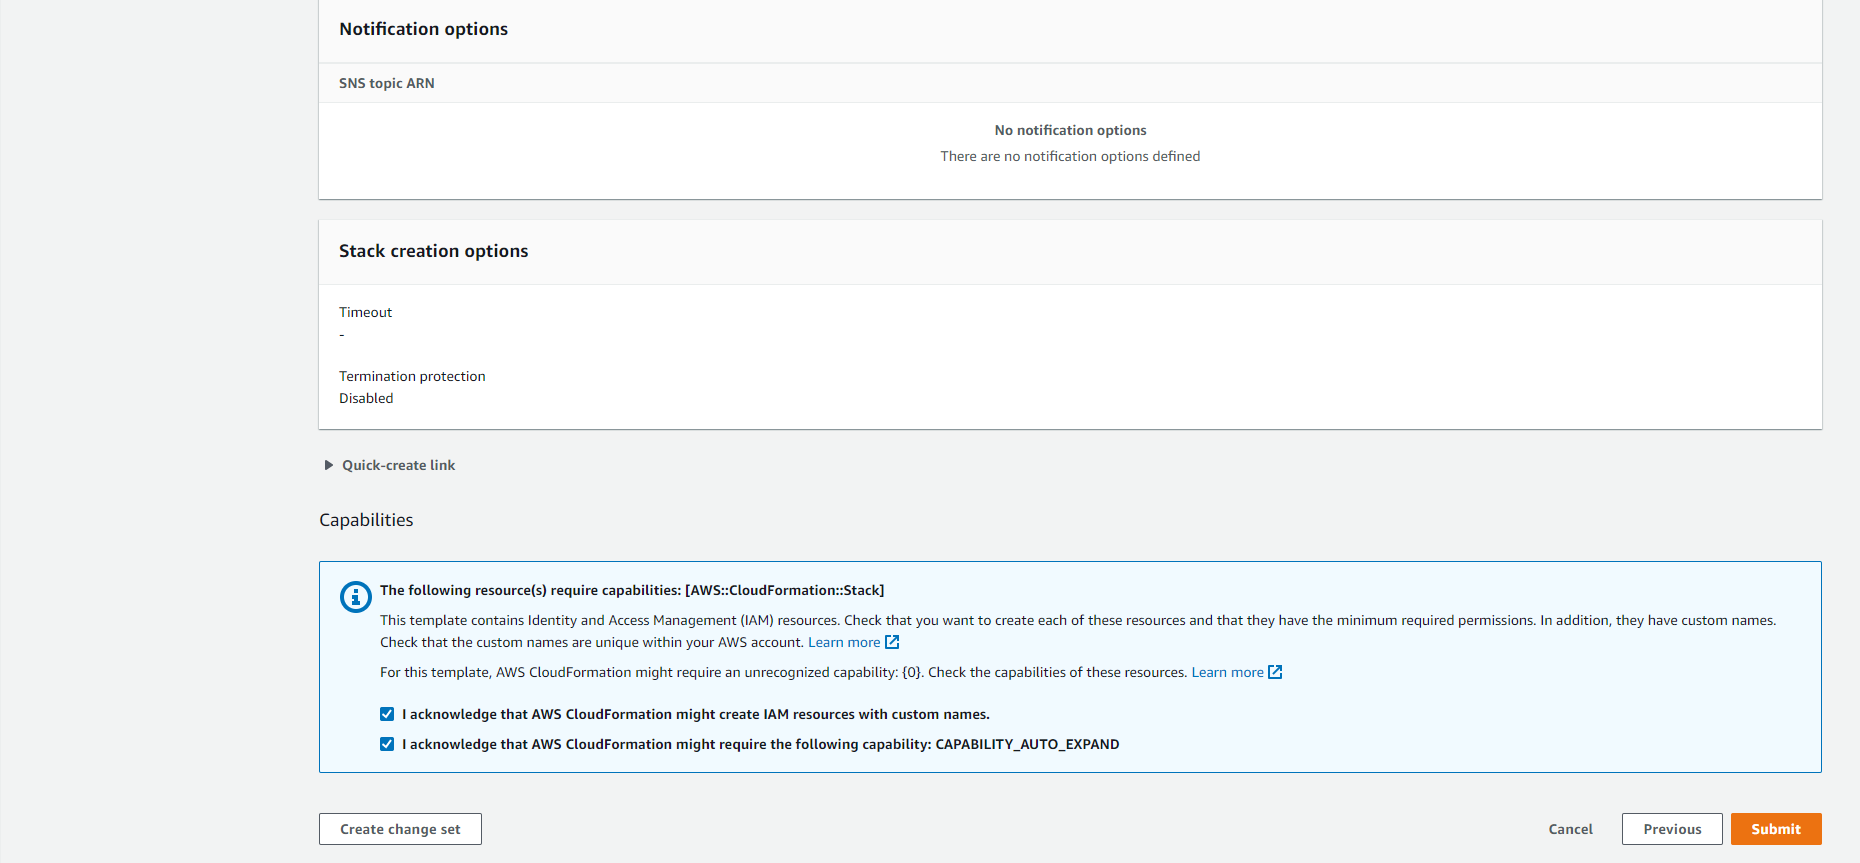 Notification options
SNS topic ARN
No notification options
There are no notification options defined
Stack creation options
Timeout
-
Termination protection
Disabled
Quick-create link
Capabilities
The following resource(s) require capabilities: [AWS::CloudFormation::Stack]
This template contains Identity and Access Management (IAM) resources. Check that you want to create each of these resources and that they have the minimum required permissions. In addition, they have custom names.
Check that the custom names are unique within your AWS account. Learn more
For this template, AWS CloudFormation might require an unrecognized capability: {0}. Check the capabilities of these resources. Learn more
I acknowledge that AWS CloudFormation might create IAM resources with custom names.
I acknowledge that AWS CloudFormation might require the following capability: CAPABILITY_AUTO_EXPAND
Create change set
Cancel
Previous
Submit